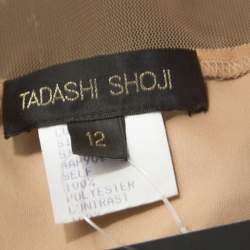 TADASHI SHOJI
12
SELF
100%
POLYESTER
CONTRAST